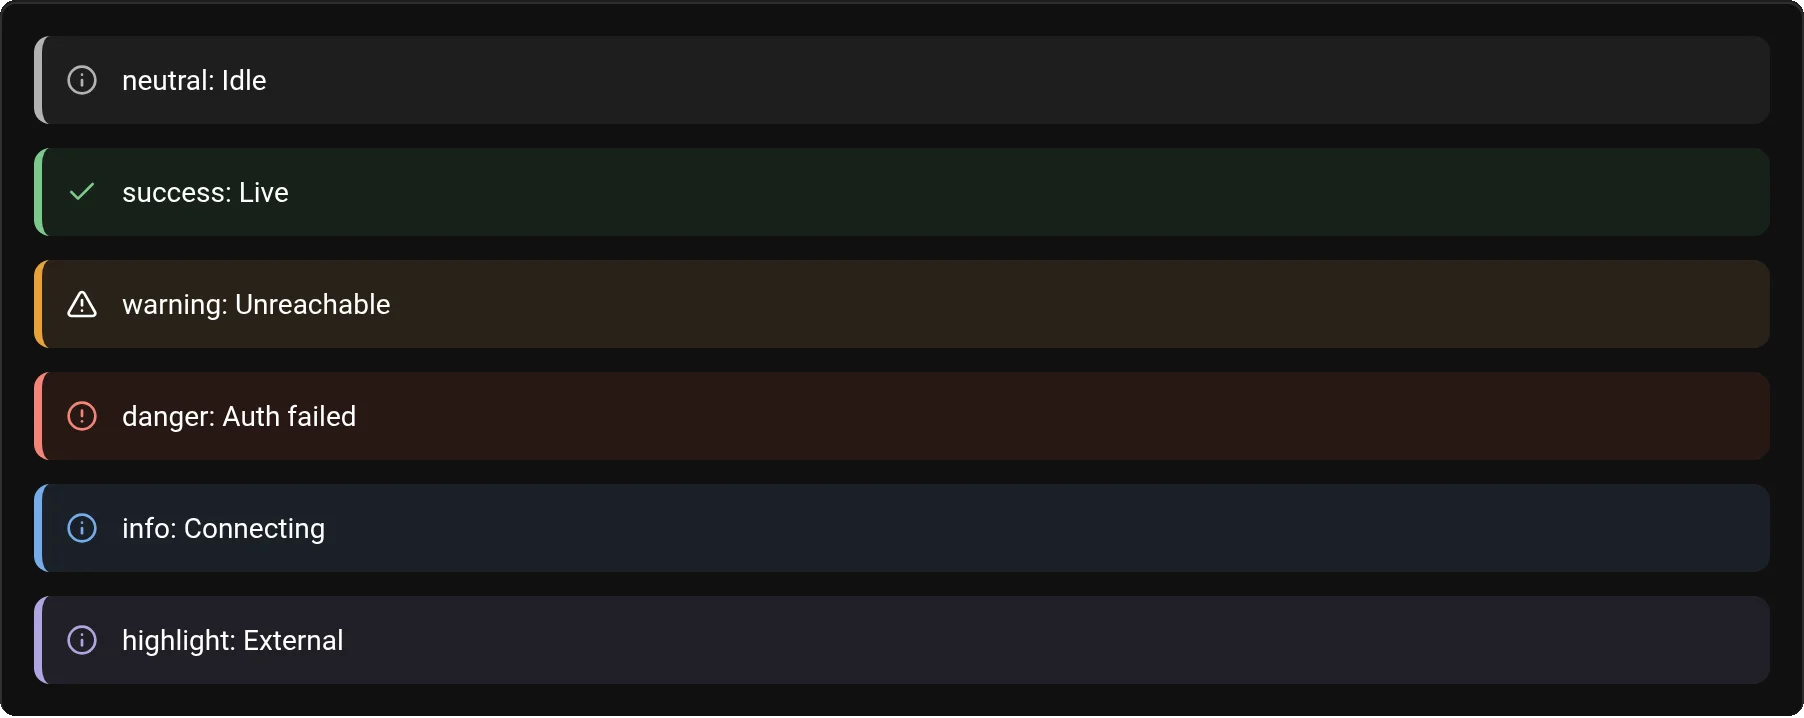 neutral: Idle
success: Live
warning: Unreachable
danger: Auth failed
info: Connecting
highlight: External